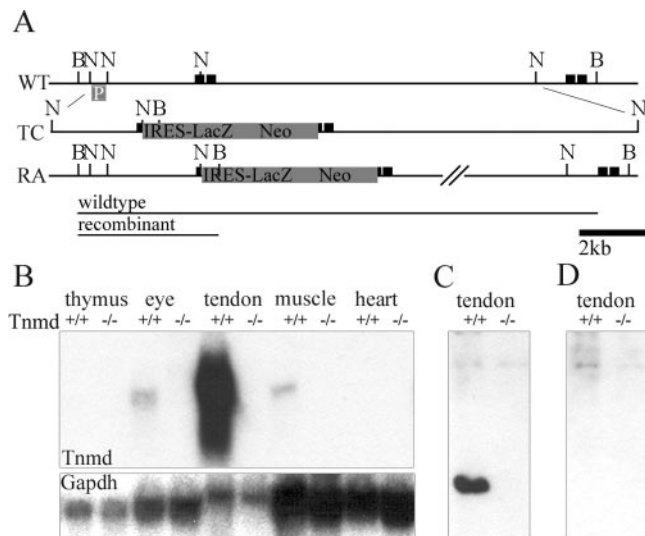 A
B N N N N B
WT
P
N N B N
TC
IRES-LacZ Neo
B N N N B N B
RA
IRES-LacZ Neo
wildtype
recombinant
2kb
B
thymus eye tendon muscle heart
Tnmd +/+ -/- +/+ -/- +/+ -/- +/+ -/- +/+ -/-
Tnmd
Gapdh
C
tendon
+/+ -/-
D
tendon
+/+ -/-